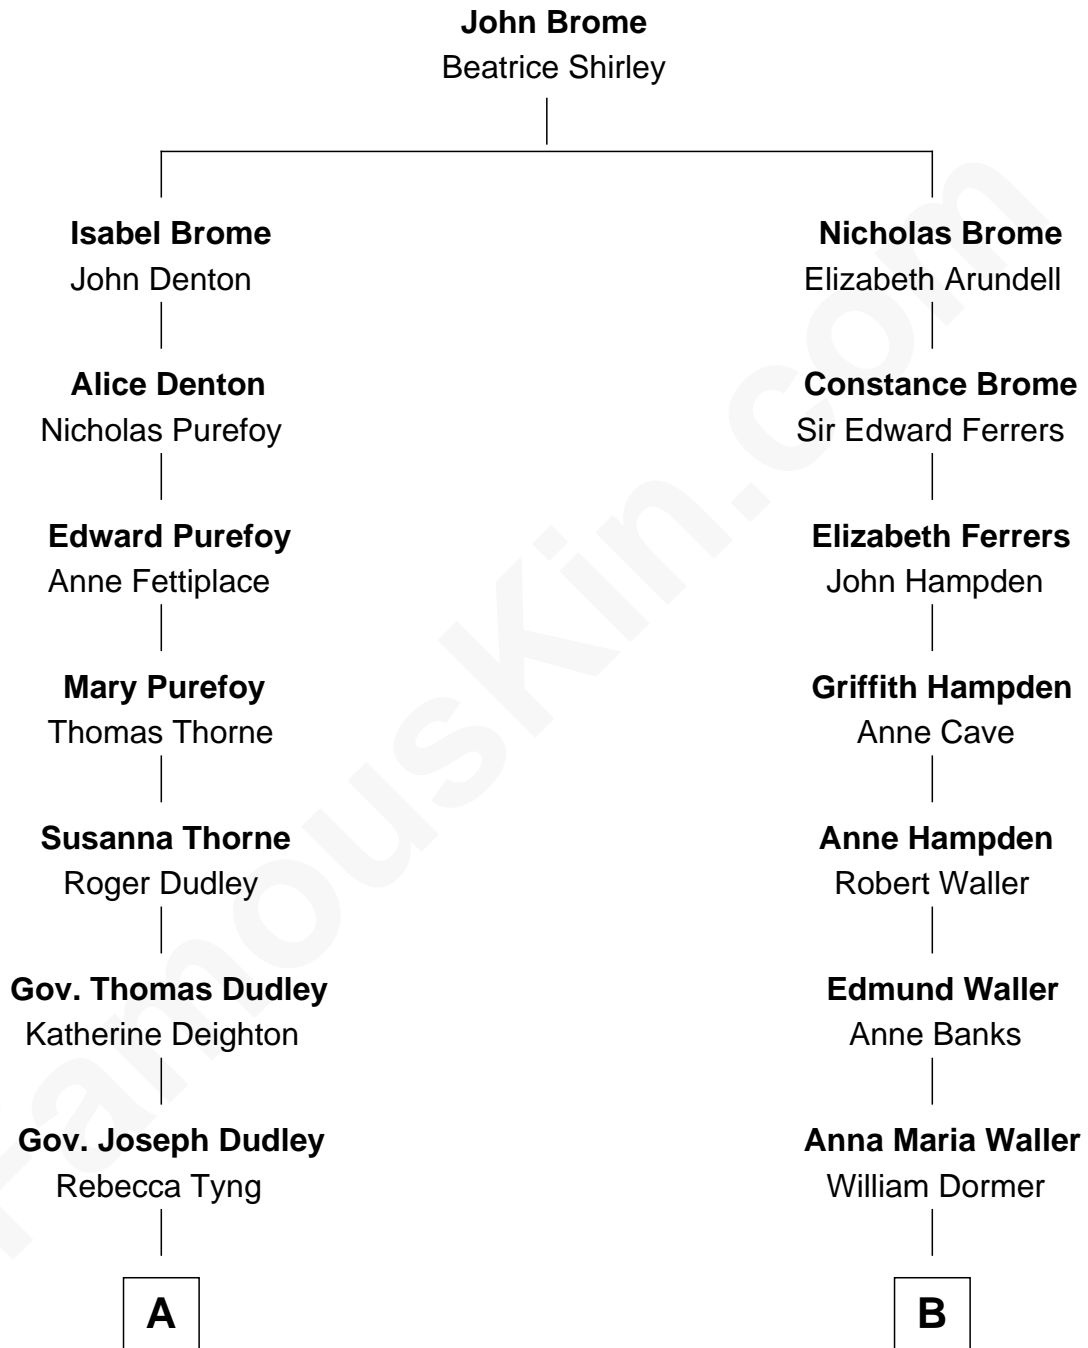 John Brome
Beatrice Shirley
Isabel Brome
John Denton
Nicholas Brome
Elizabeth Arundell
Alice Denton
Nicholas Purefoy
Constance Brome
Sir Edward Ferrers
Edward Purefoy
Anne Fettiplace
Elizabeth Ferrers
John Hampden
Mary Purefoy
Thomas Thorne
Griffith Hampden
Anne Cave
Susanna Thorne
Roger Dudley
Anne Hampden
Robert Waller
Gov. Thomas Dudley
Katherine Deighton
Edmund Waller
Anne Banks
Gov. Joseph Dudley
Rebecca Tyng
Anna Maria Waller
William Dormer
A
B
FamousKin.com